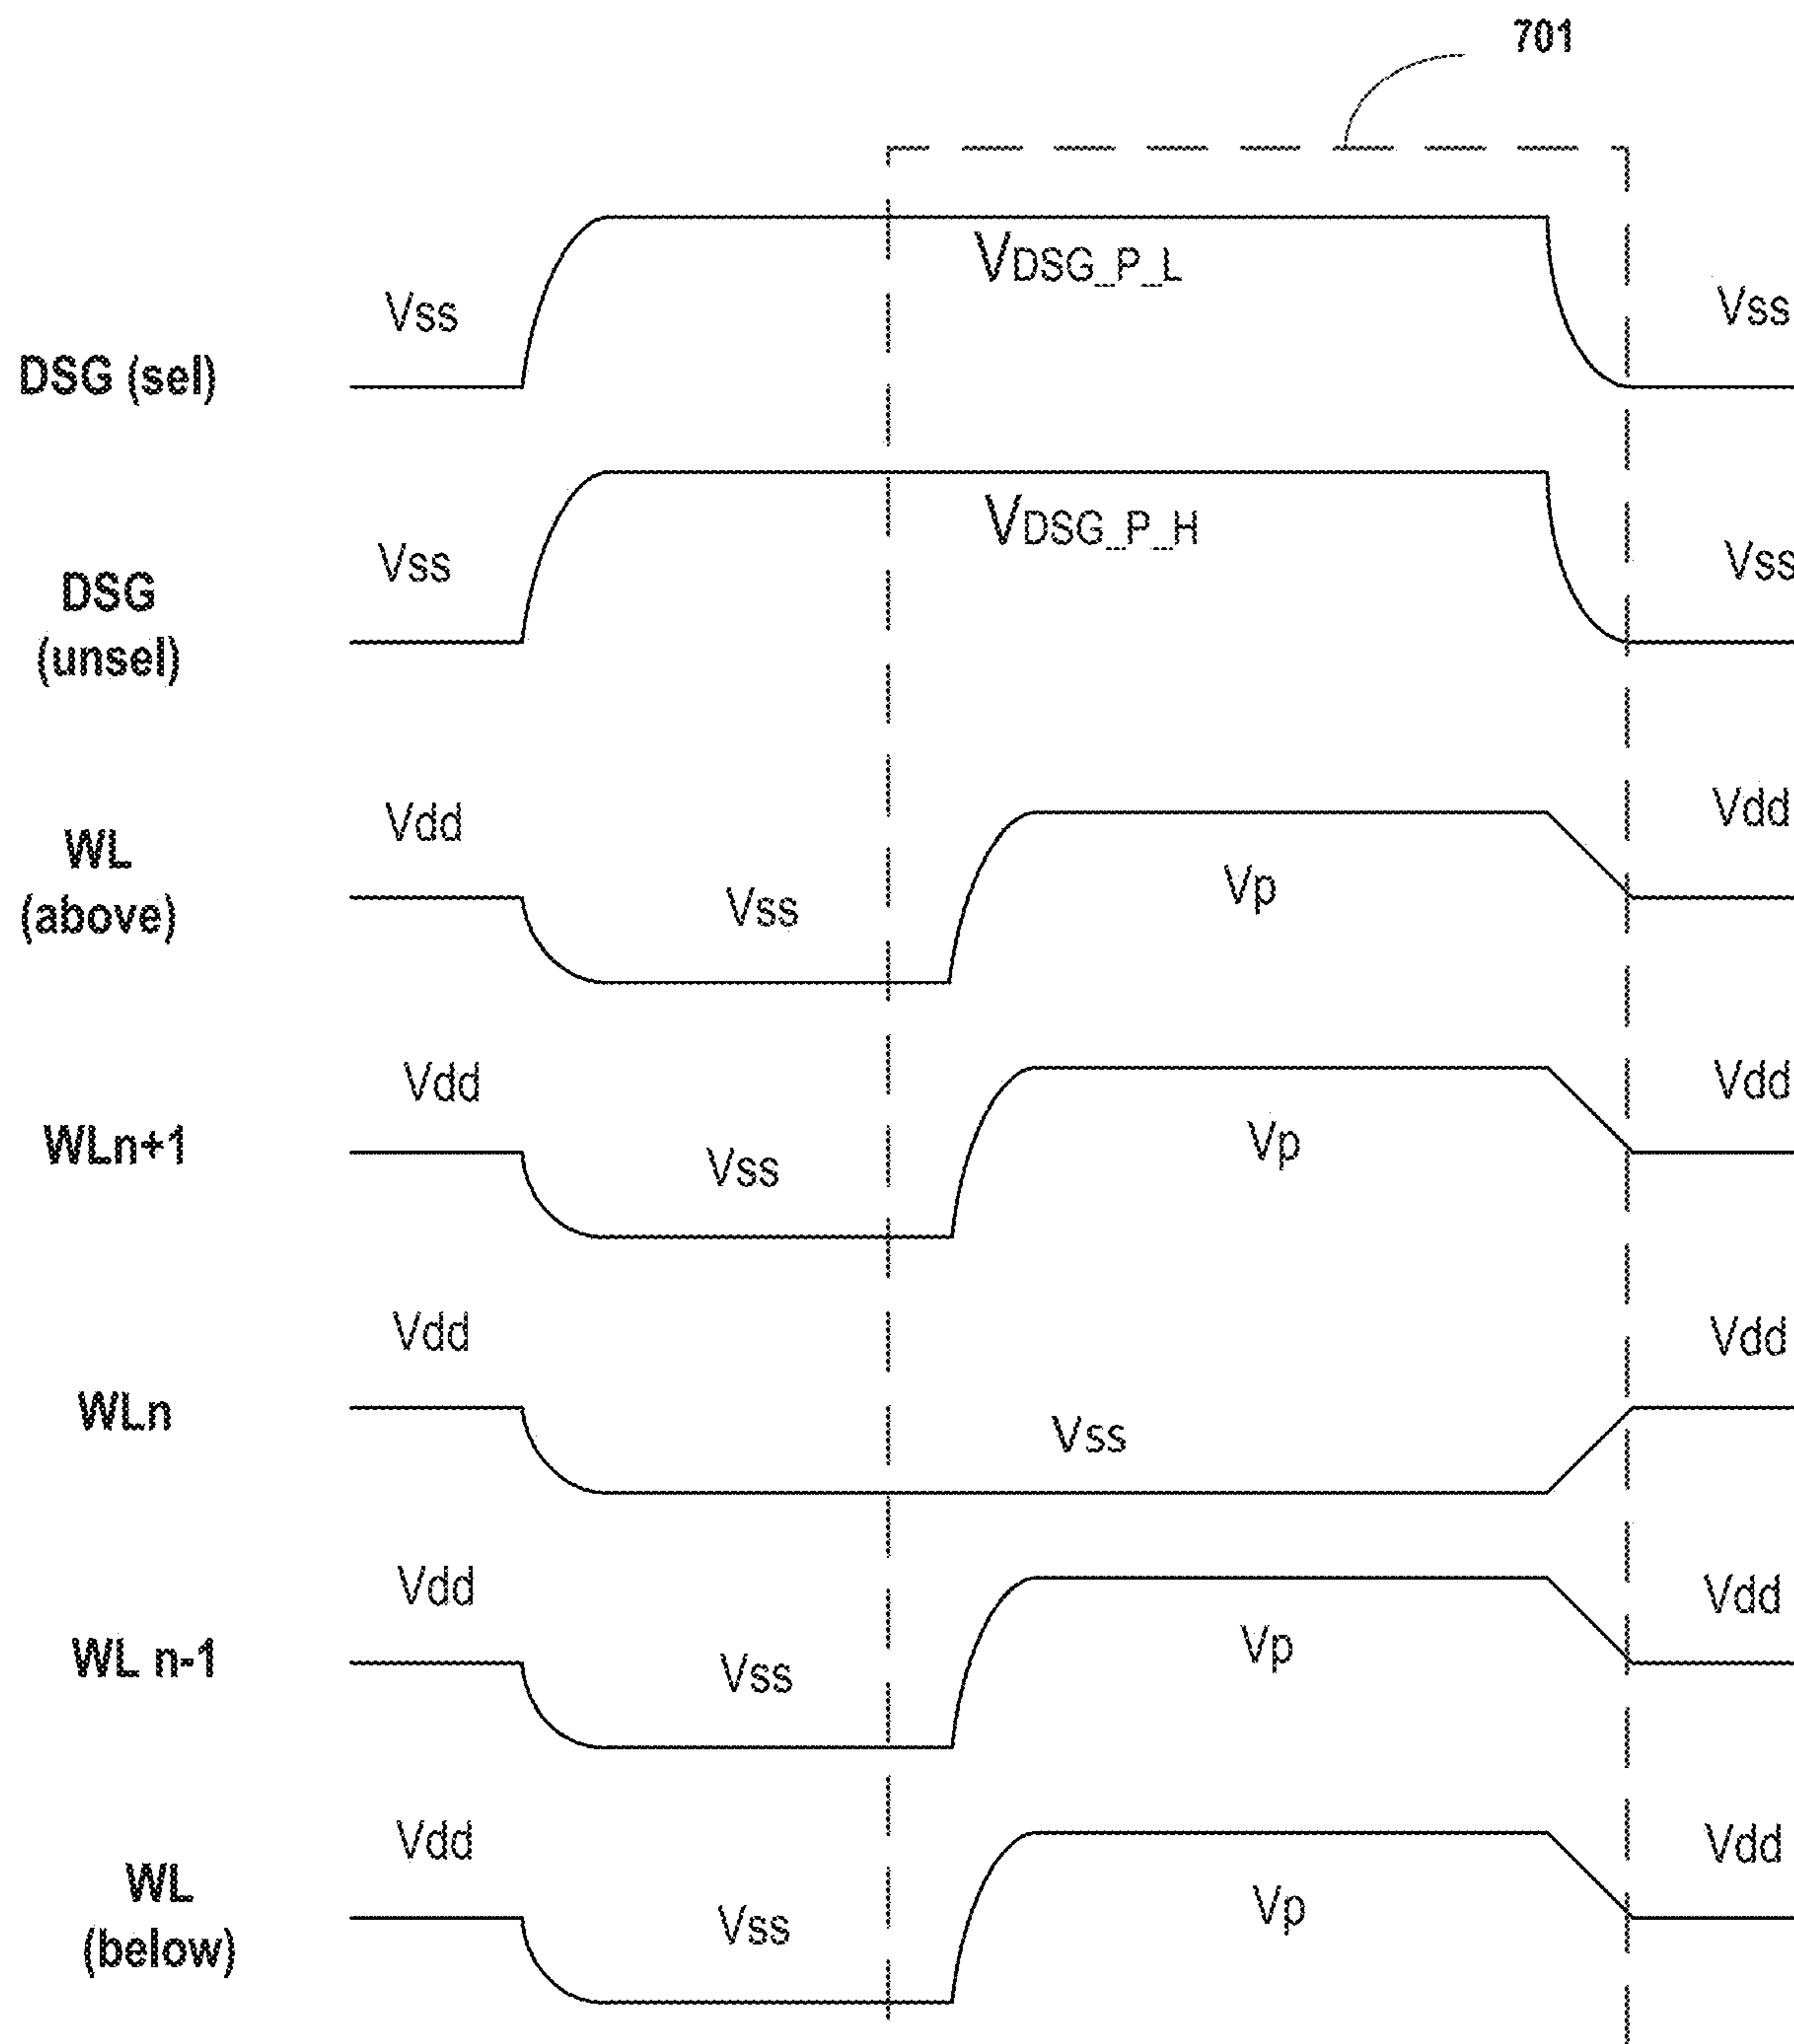 701
VDSG_P_L
Vss
Vss
DSG (sel)
VDSG_P_H
Vss
Vss
DSG
(unsel)
Vdd
Vdd
WL
(above)
Vss
Vp
Vdd
Vdd
WLn+1
Vss
Vp
Vdd
Vdd
WLn
Vss
Vdd
Vdd
WL n-1
Vss
Vp
Vdd
Vdd
WL
(below)
Vss
Vp